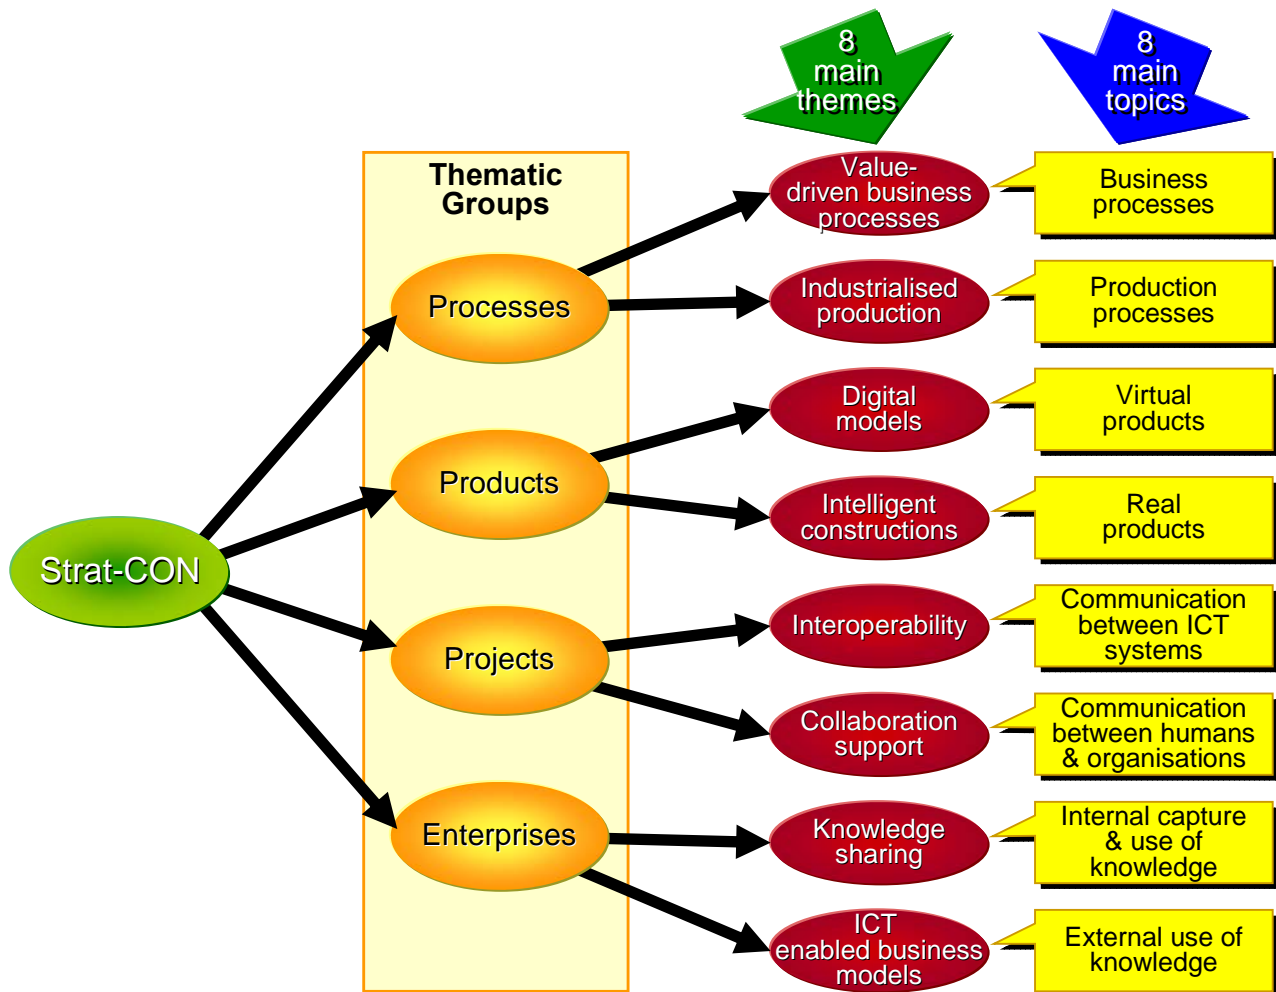 8
main
themes
8
main
topics
Thematic
Groups
Value-
driven business
processes
Business
processes
Processes
Industrialised
production
Production
processes
Digital
models
Virtual
products
Products
Intelligent
constructions
Real
products
Strat-CON
Interoperability
Communication
between ICT
systems
Projects
Collaboration
support
Communication
between humans
& organisations
Enterprises
Knowledge
sharing
Internal capture
& use of
knowledge
ICT
enabled business
models
External use of
knowledge